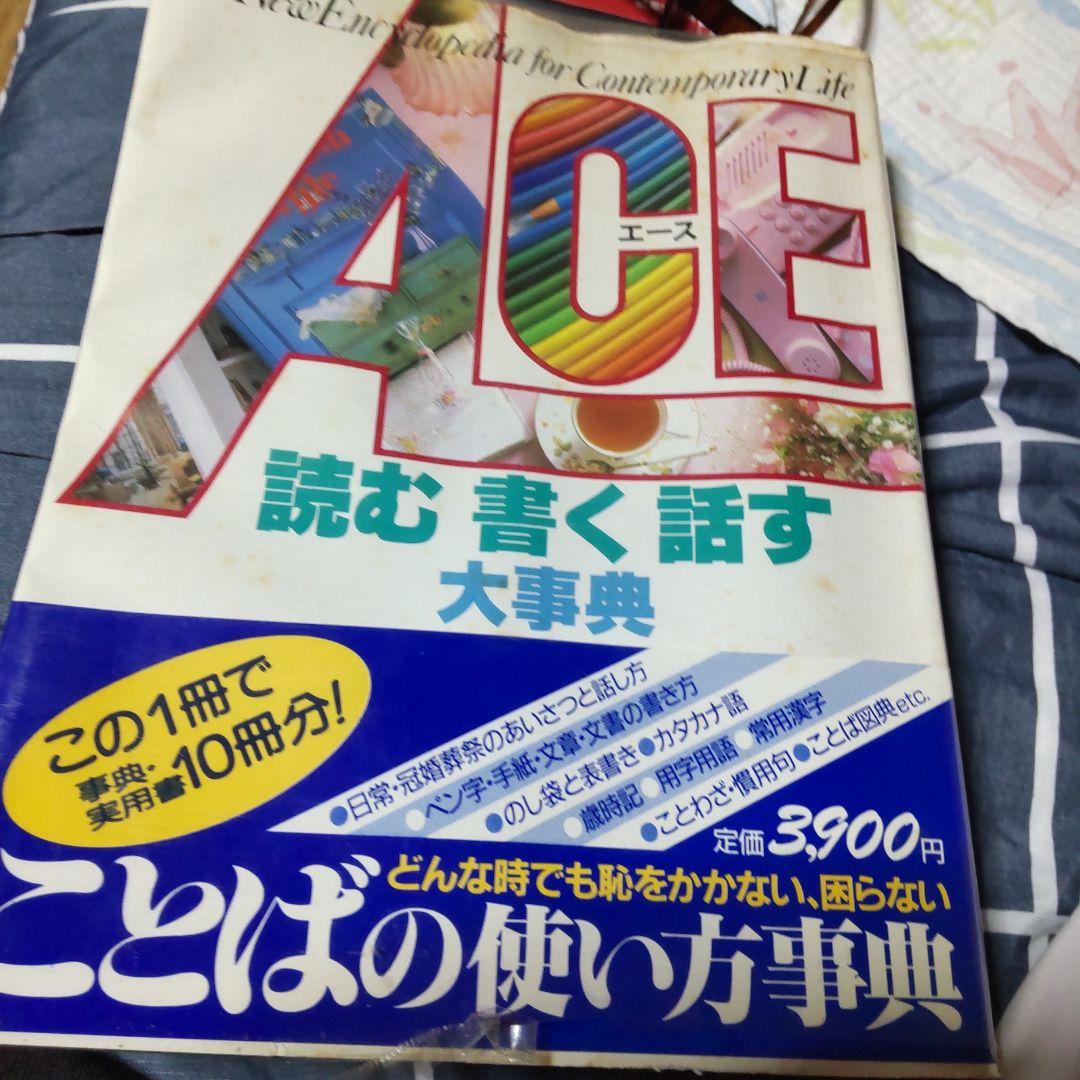 New Encyclopedia for Contemporary Life
ACE
エース
読む 書く 話す
大事典
この1冊で
事典・実用書10冊分!
●日常・冠婚葬祭のあいさつと話し方
●ペン字・手紙・文章・文書の書き方
●のし袋と表書き●カタカナ語
●歳時記●用字用語●常用漢字
●ことわざ・慣用句●ことば図典etc.
定価3,900円
どんな時でも恥をかかない、困らない
ことばの使い方事典